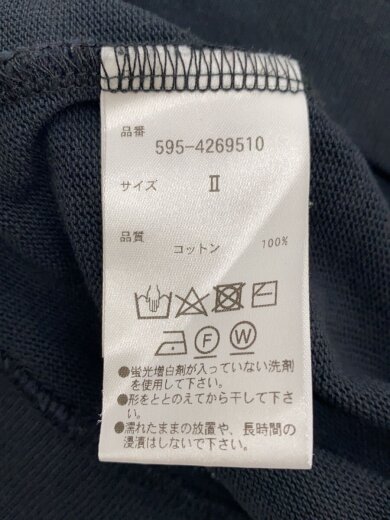 品番
595-4269510
サイズ Ⅱ
品質
コットン 100%
F W
●蛍光増白剤が入っていない洗剤
を使用して下さい。
●形をととのえてから干して下さ
い。
●濡れたままの放置や、長時間の
浸漬はしないで下さい。